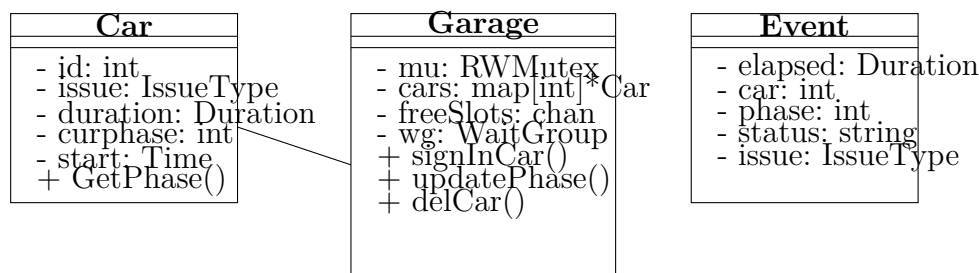 Car
- id: int
- issue: IssueType
- duration: Duration
- curphase: int
- start: Time
+ GetPhase()
Garage
- mu: RWMutex
- cars: map[int]*Car
- freeSlots: chan
- wg: WaitGroup
+ signInCar()
+ updatePhase()
+ delCar()
Event
- elapsed: Duration
- car: int
- phase: int
- status: string
- issue: IssueType